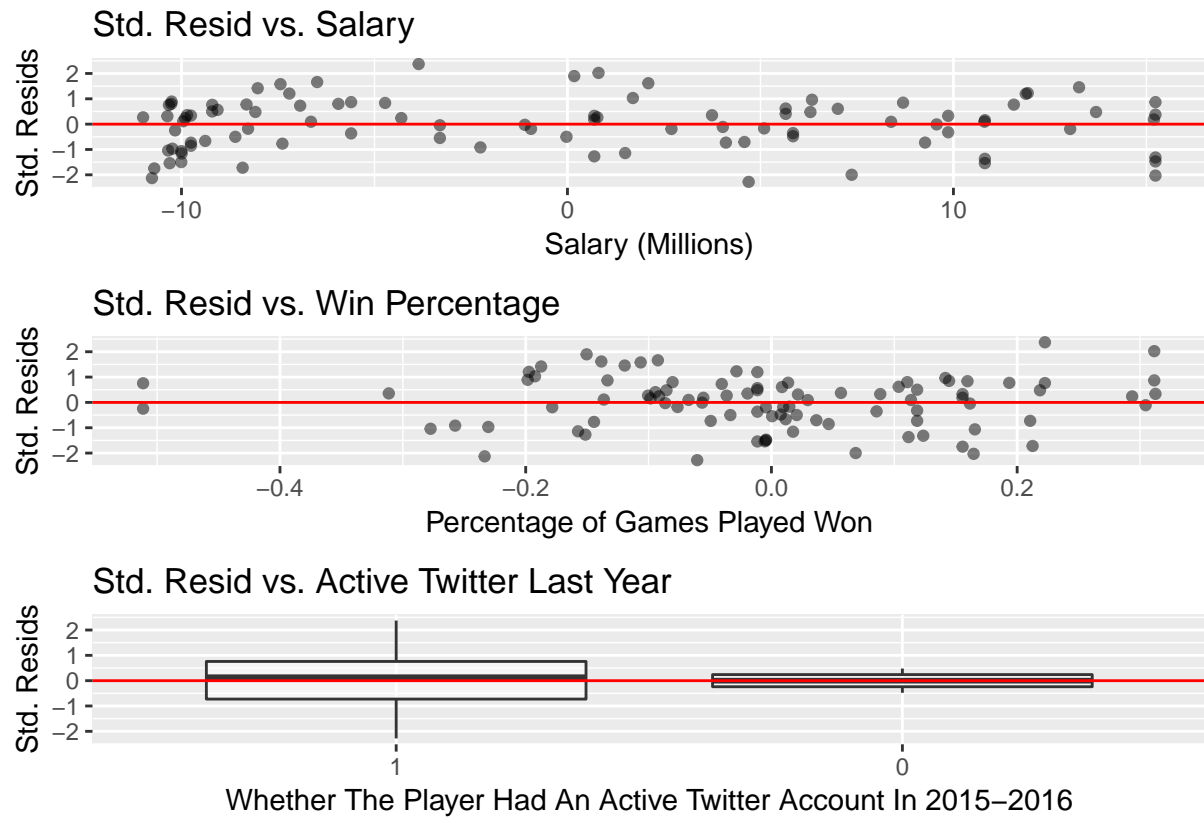 Std. Resid vs. Salary
Std. Resids
2
1
0
−1
−2
−10 0 10
Salary (Millions)
Std. Resid vs. Win Percentage
Std. Resids
2
1
0
−1
−2
−0.4 −0.2 0.0 0.2
Percentage of Games Played Won
Std. Resid vs. Active Twitter Last Year
Std. Resids
2
1
0
−1
−2
1 0
Whether The Player Had An Active Twitter Account In 2015−2016